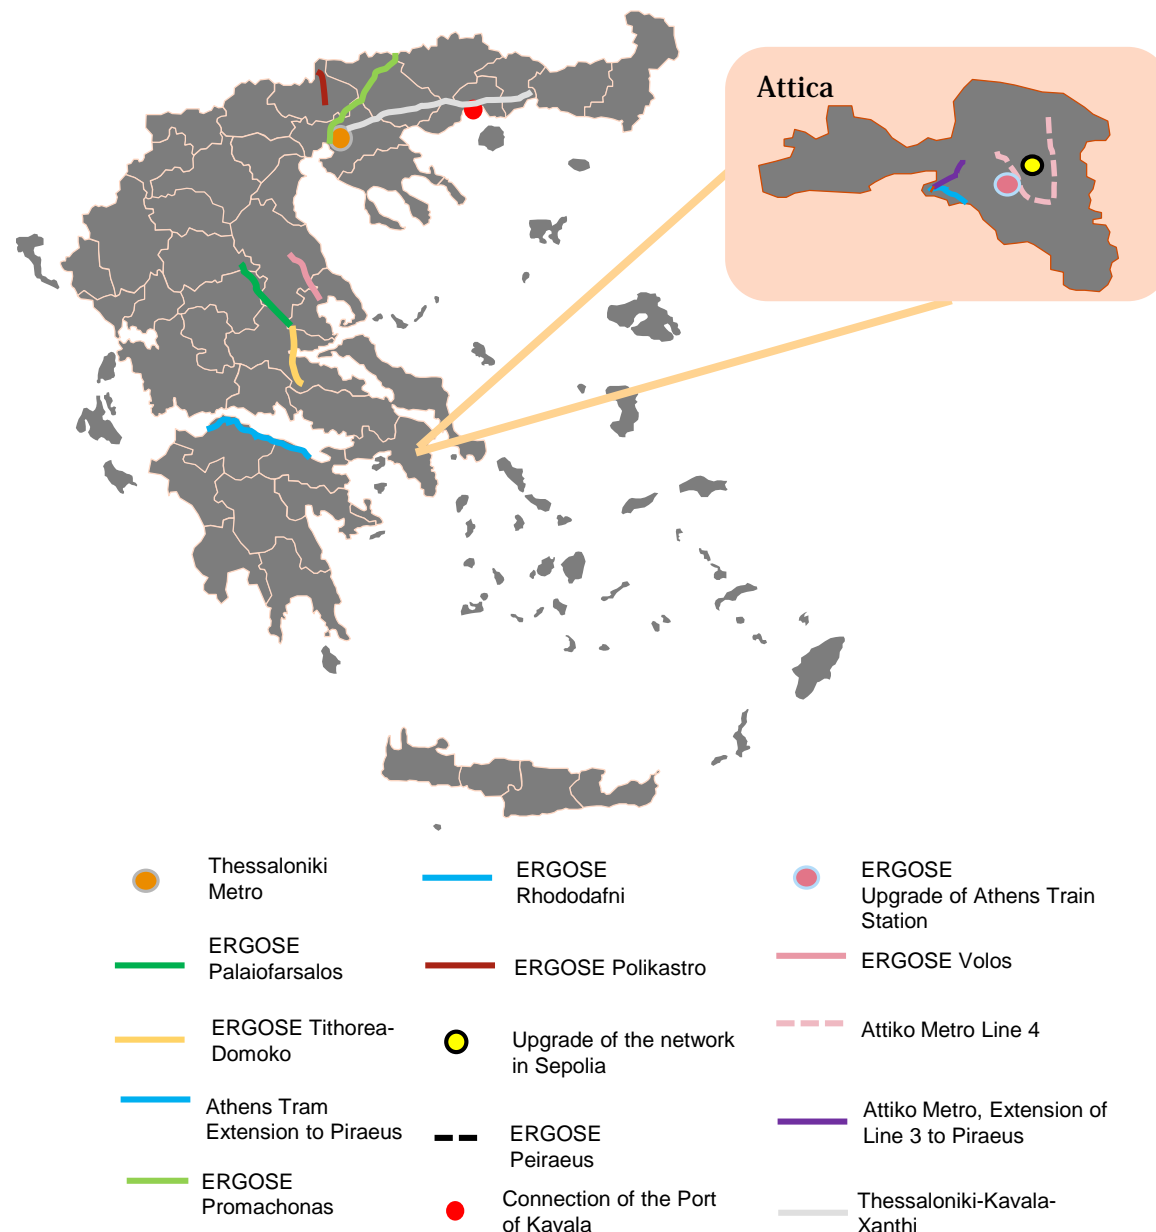 Attica
Thessaloniki
Metro
ERGOSE
Rhododafni
ERGOSE
Upgrade of Athens Train
Station
ERGOSE
Palaiofarsalos
ERGOSE Polikastro
ERGOSE Volos
ERGOSE Tithorea-
Domoko
Upgrade of the network
in Sepolia
Attiko Metro Line 4
Athens Tram
Extension to Piraeus
ERGOSE
Peiraeus
Attiko Metro, Extension of
Line 3 to Piraeus
ERGOSE
Promachonas
Connection of the Port
of Kavala
Thessaloniki-Kavala-
Xanthi